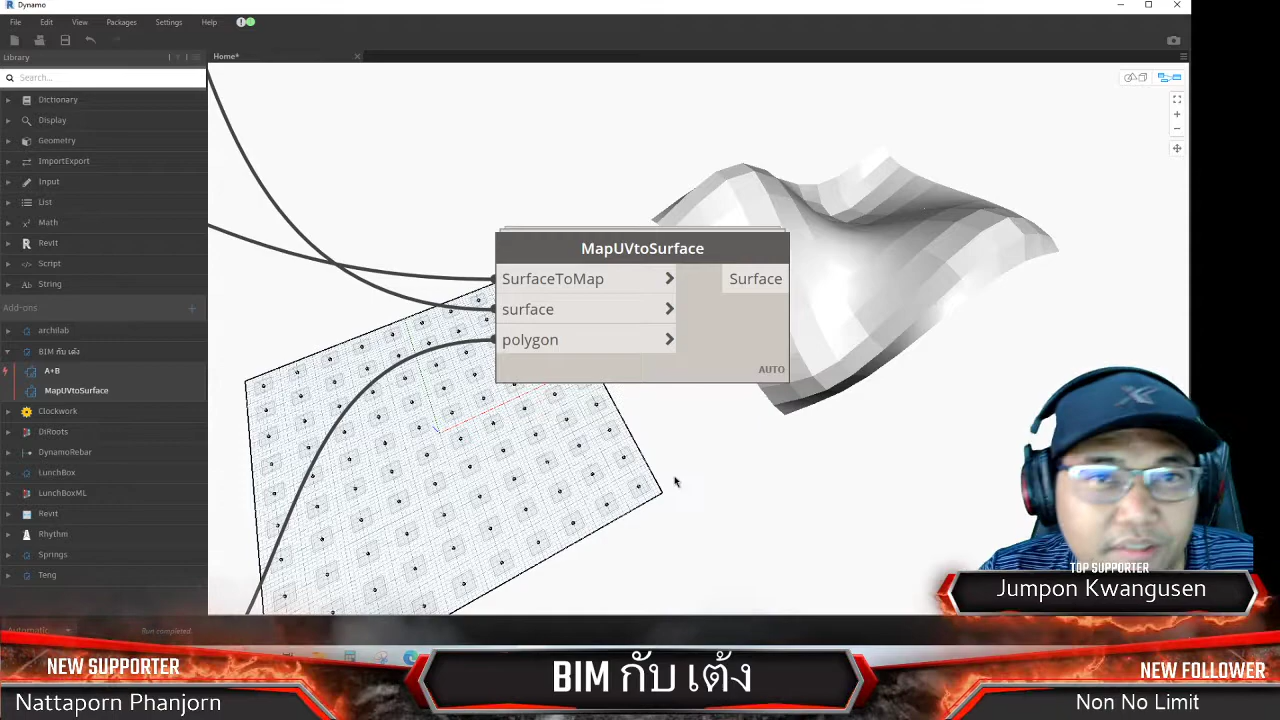 Dynamo
File Edit View Packages Settings Help
Library
Home*
Search...
Dictionary
Display
Geometry
ImportExport
Input
List
Math
Revit
Script
String
Add-ons
archilab
BIM กับ เต้ง
A+B
MapUVtoSurface
Clockwork
DiRoots
DynamoRebar
LunchBox
LunchBoxML
Revit
Rhythm
Springs
Teng
Automatic
Run completed.
MapUVtoSurface
SurfaceToMap
Surface
surface
polygon
AUTO
TOP SUPPORTER
Jumpon Kwangusen
NEW SUPPORTER
Nattaporn Phanjorn
BIM กับ เต้ง
NEW FOLLOWER
Non No Limit